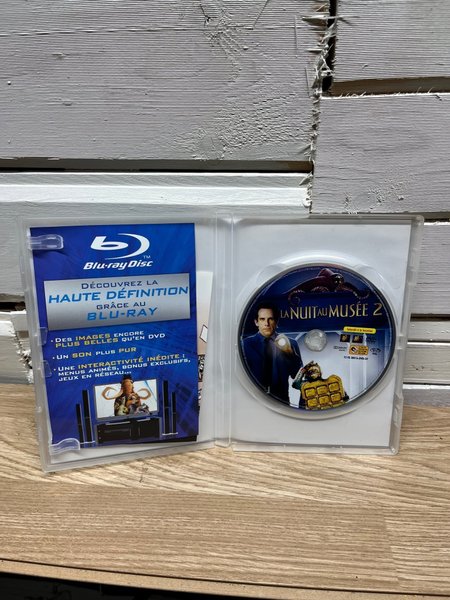 Blu-ray Disc
TM
DÉCOUVREZ LA
HAUTE DÉFINITION
GRÂCE AU
BLU-RAY
• DES IMAGES ENCORE
PLUS BELLES QU'EN DVD
• UN SON PLUS PUR
• UNE INTERACTIVITÉ INÉDITE :
MENUS ANIMÉS, BONUS EXCLUSIFS,
JEUX EN RÉSEAU...
LA NUIT AU MUSÉE 2